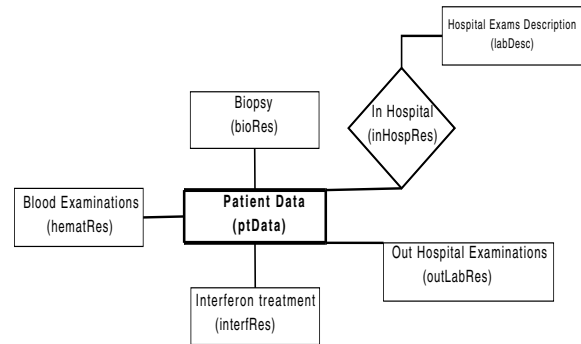 Hospital Exams Description
(labDesc)
In Hospital
(inHospRes)
Biopsy
(bioRes)
Blood Examinations
(hematRes)
Patient Data
(ptData)
Out Hospital Examinations
(outLabRes)
Interferon treatment
(interfRes)